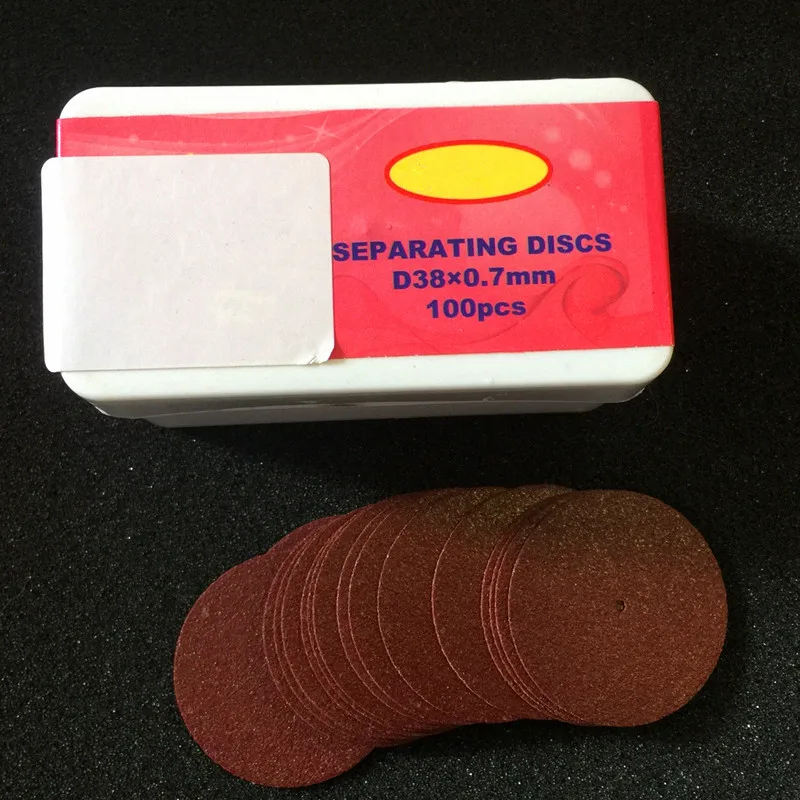 SEPARATING DISCS
D38×0.7mm
100pcs